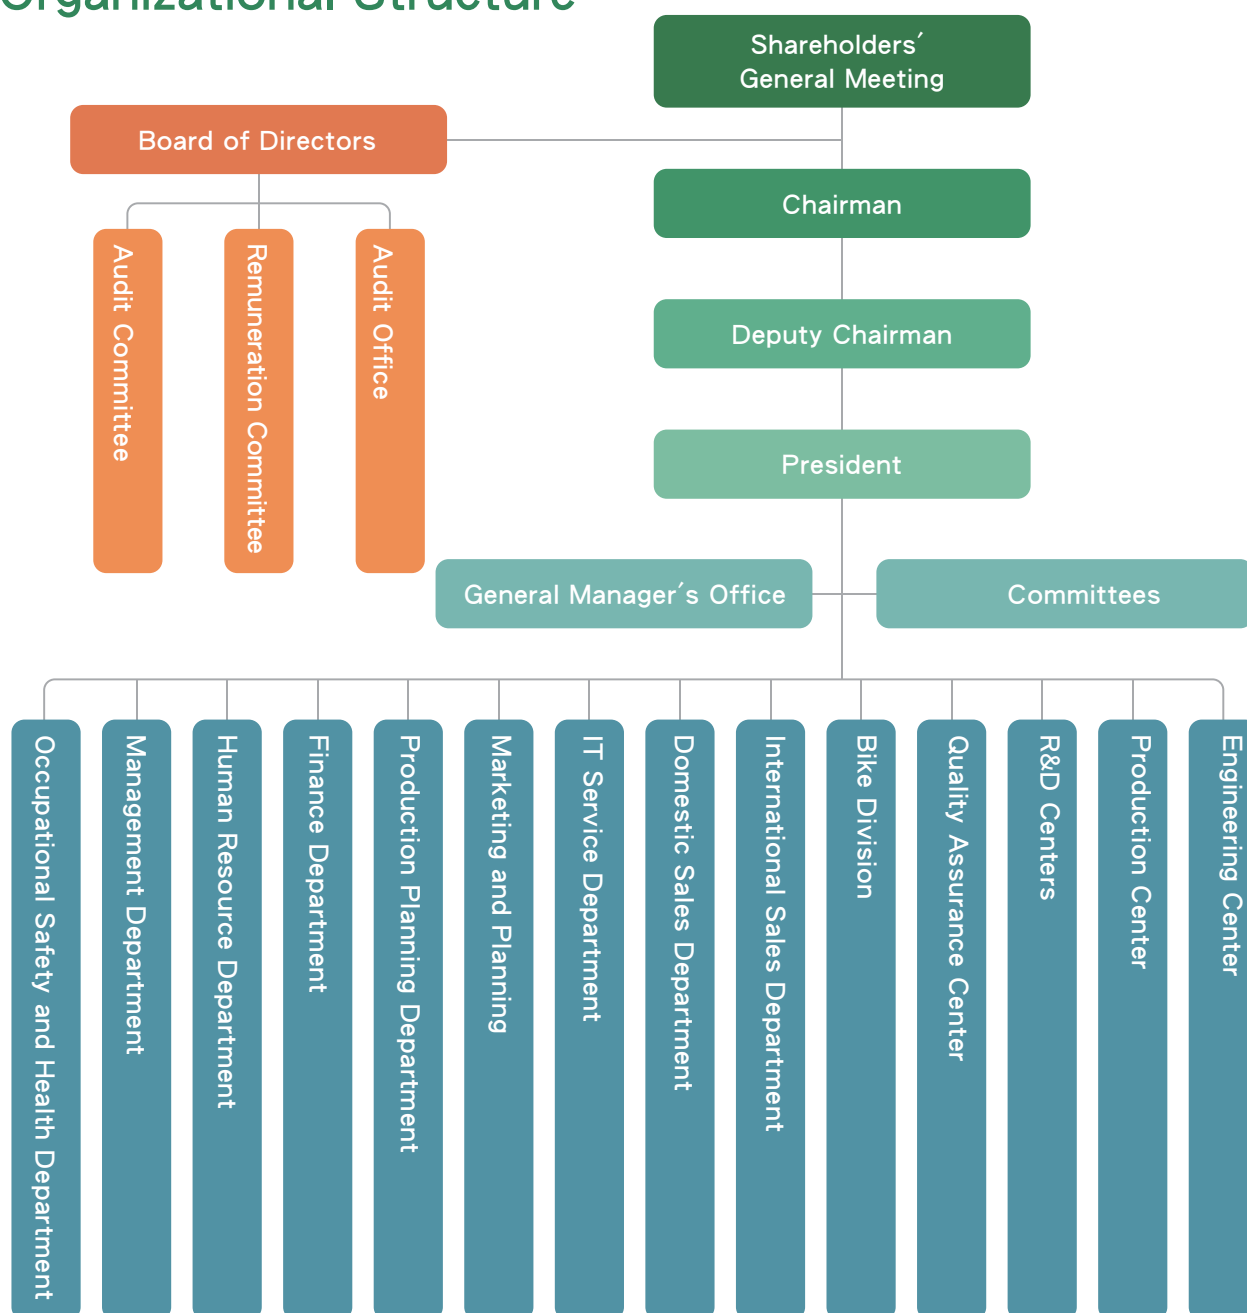 Organizational Structure
Shareholders´
General Meeting
Board of Directors
Chairman
Audit Committee
Remuneration Committee
Audit Office
Deputy Chairman
President
General Manager´s Office
Committees
Occupational Safety and Health Department
Management Department
Human Resource Department
Finance Department
Production Planning Department
Marketing and Planning
IT Service Department
Domestic Sales Department
International Sales Department
Bike Division
Quality Assurance Center
R&D Centers
Production Center
Engineering Center